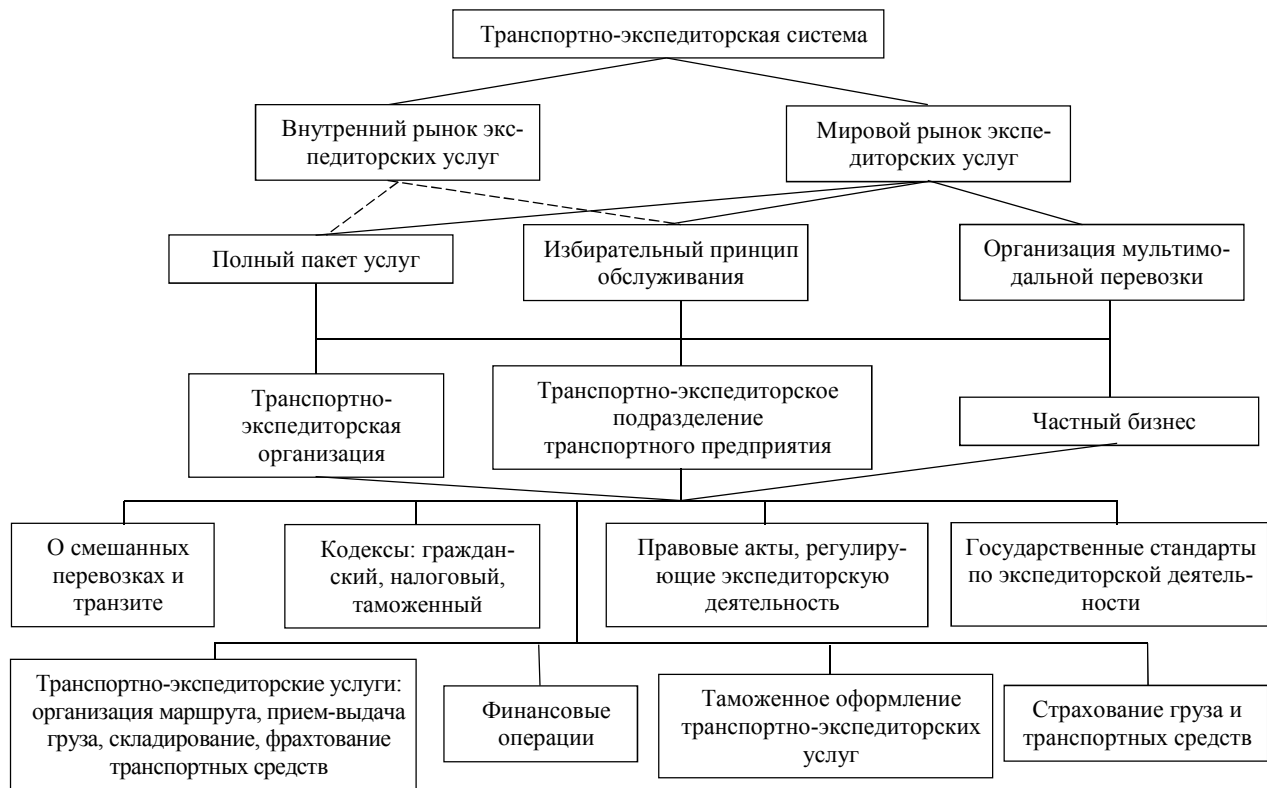 Транспортно-экспедиторская система
Внутренний рынок экс-
педиторских услуг
Мировой рынок экспе-
диторских услуг
Полный пакет услуг
Избирательный принцип
обслуживания
Организация мультимо-
дальной перевозки
Транспортно-
экспедиторская
организация
Транспортно-экспедиторское
подразделение
транспортного предприятия
Частный бизнес
О смешанных
перевозках и
транзите
Кодексы: граждан-
ский, налоговый,
таможенный
Правовые акты, регулиру-
ющие экспедиторскую
деятельность
Государственные стандарты
по экспедиторской деятель-
ности
Транспортно-экспедиторские услуги:
организация маршрута, прием-выдача
груза, складирование, фрахтование
транспортных средств
Финансовые
операции
Таможенное оформление
транспортно-экспедиторских
услуг
Страхование груза и
транспортных средств